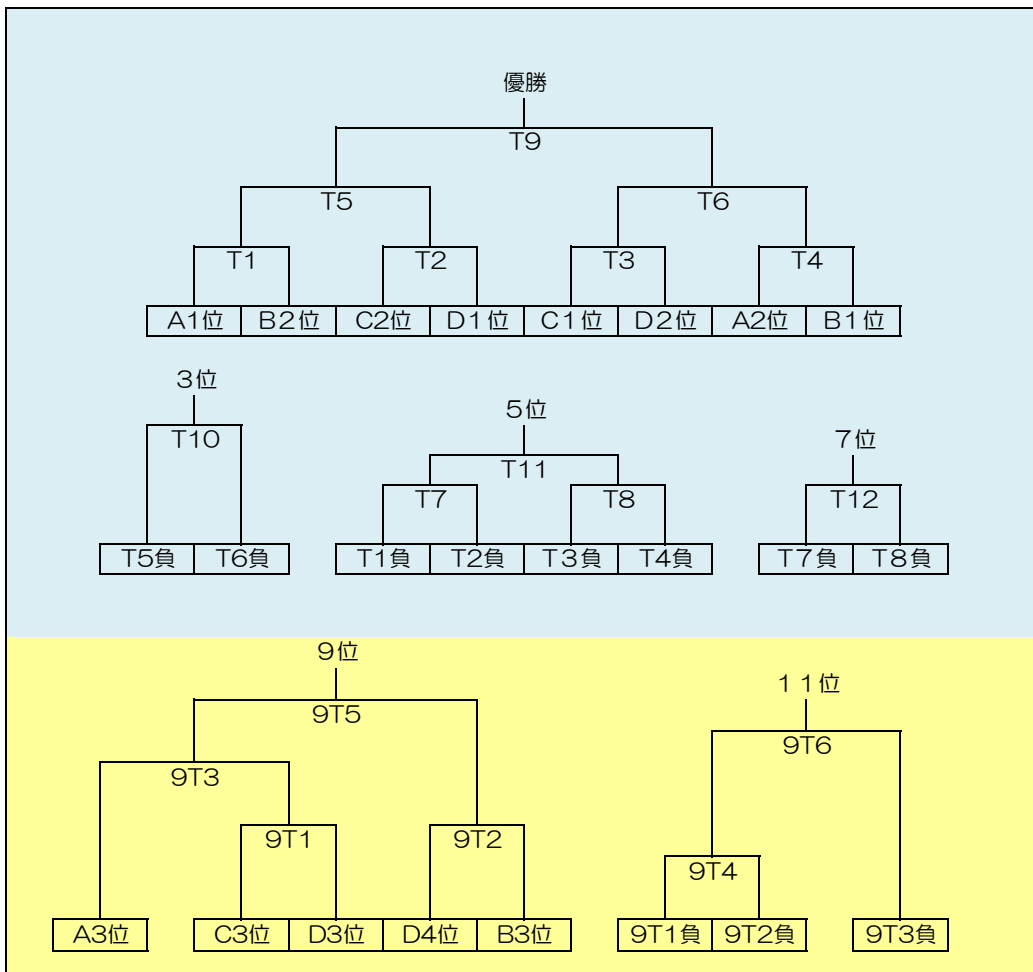 優勝
T9
T5 T6
T1 T2 T3 T4
A1位 B2位 C2位 D1位 C1位 D2位 A2位 B1位
3位
5位
T10
7位
T11
T7 T8 T12
T5負 T6負 T1負 T2負 T3負 T4負 T7負 T8負
9位
11位
9T5
9T6
9T3
9T1 9T2
9T4
A3位 C3位 D3位 D4位 B3位 9T1負 9T2負 9T3負